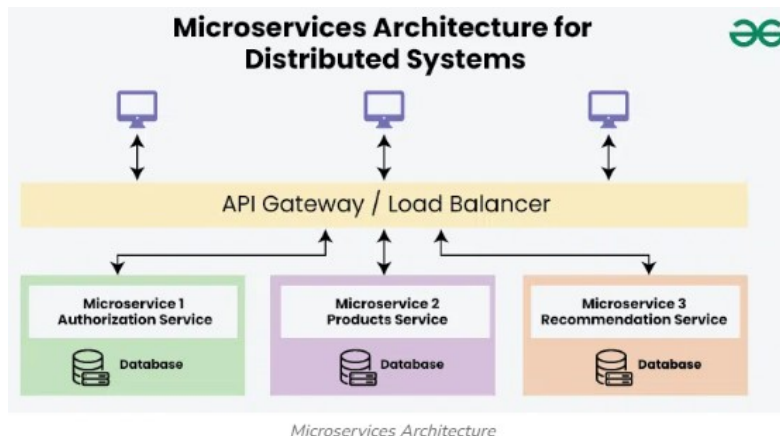 Microservices Architecture for
Distributed Systems
API Gateway / Load Balancer
Microservice 1
Authorization Service
Database
Microservice 2
Products Service
Database
Microservice 3
Recommendation Service
Database
Microservices Architecture